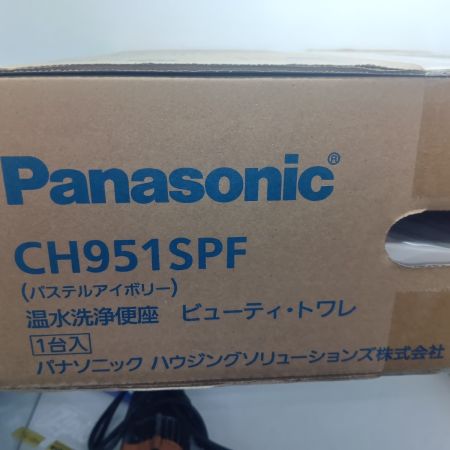 Panasonic®
CH951SPF
(パステルアイボリー)
温水洗浄便座 ビューティ・トワレ
1台入
パナソニック ハウジングソリューションズ株式会社